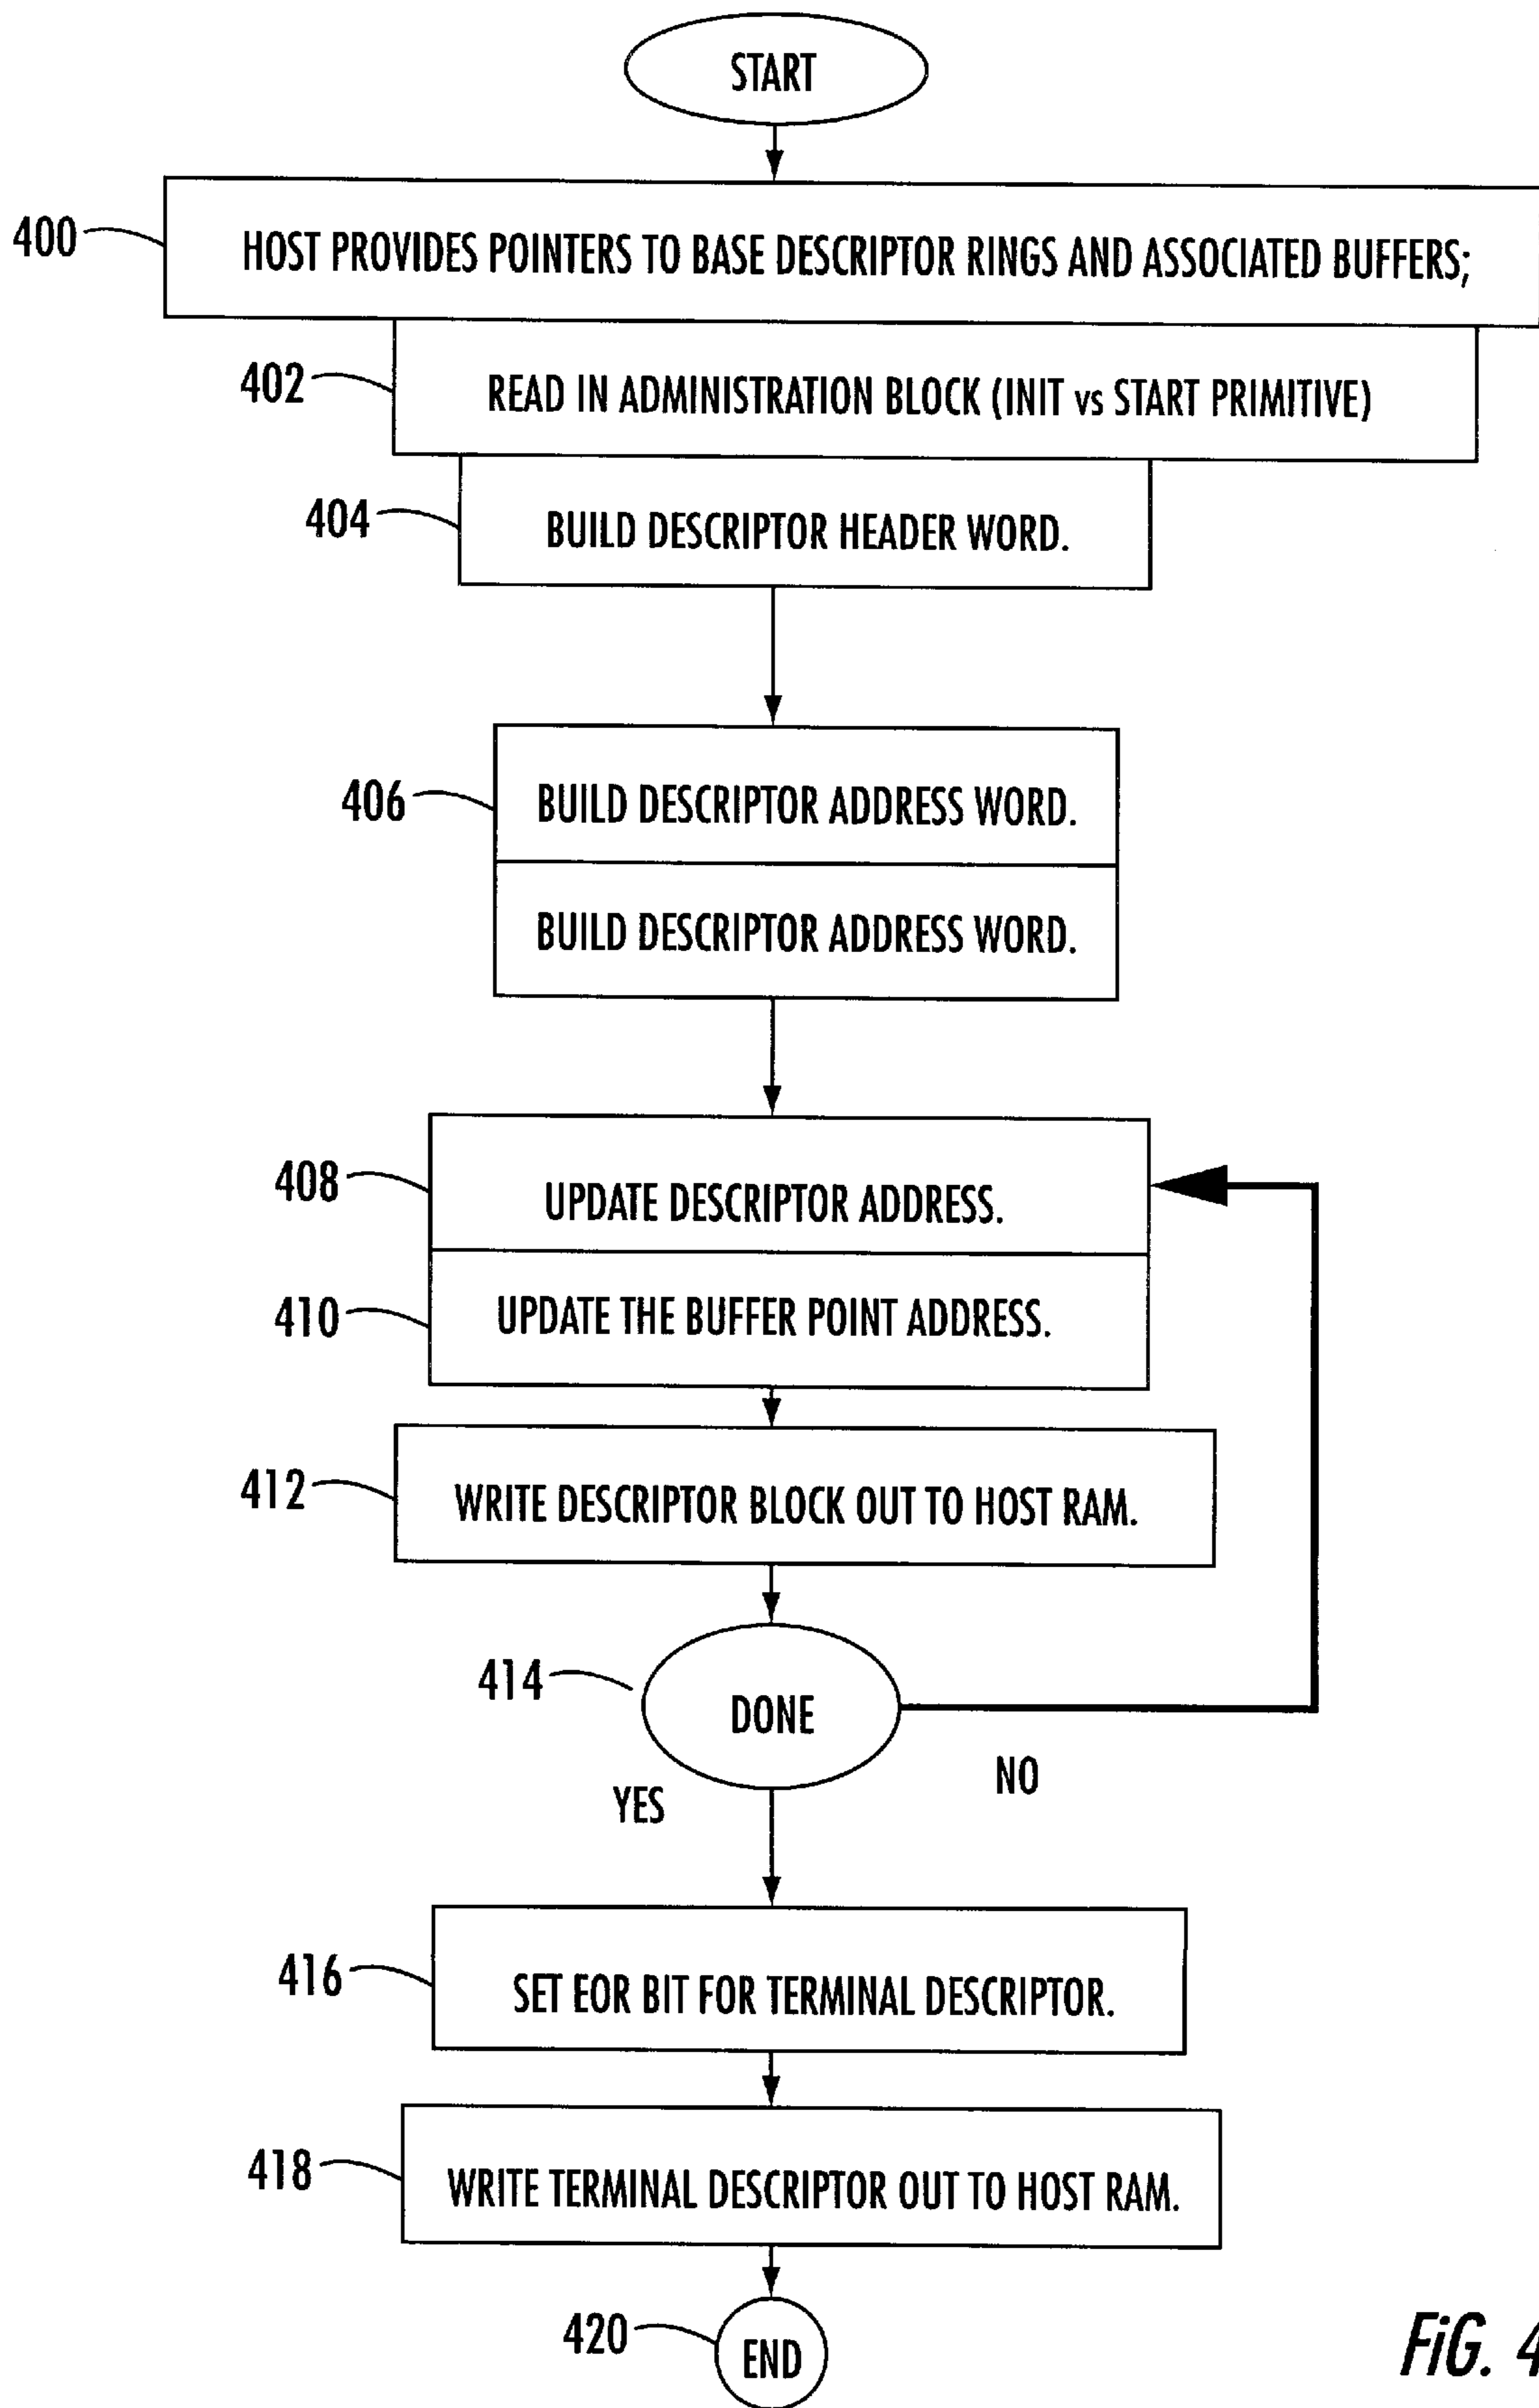 START
400
HOST PROVIDES POINTERS TO BASE DESCRIPTOR RINGS AND ASSOCIATED BUFFERS;
402
READ IN ADMINISTRATION BLOCK (INIT vs START PRIMITIVE)
404
BUILD DESCRIPTOR HEADER WORD.
406
BUILD DESCRIPTOR ADDRESS WORD.
BUILD DESCRIPTOR ADDRESS WORD.
408
UPDATE DESCRIPTOR ADDRESS.
410
UPDATE THE BUFFER POINT ADDRESS.
412
WRITE DESCRIPTOR BLOCK OUT TO HOST RAM.
414
DONE
NO
YES
416
SET EOR BIT FOR TERMINAL DESCRIPTOR.
418
WRITE TERMINAL DESCRIPTOR OUT TO HOST RAM.
420
END
FIG. 4